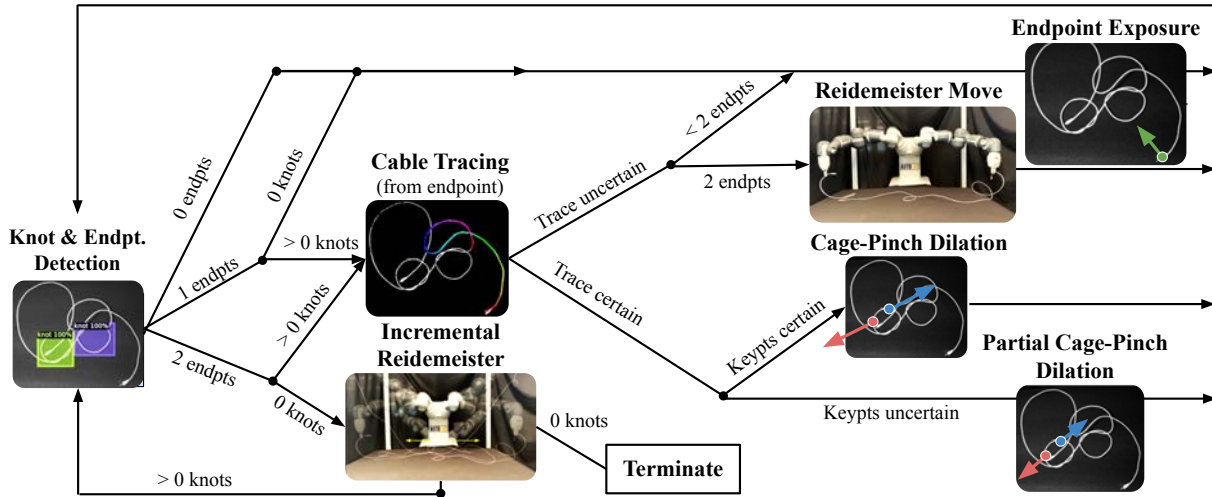 Endpoint Exposure
Reidemeister Move
< 2 endpts
2 endpts
0 endpts
0 knots
Cable Tracing
(from endpoint)
Trace uncertain
Knot & Endpt.
Detection
knot 100%
knot 100%
1 endpts
> 0 knots
> 0 knots
2 endpts
0 knots
Trace certain
Cage-Pinch Dilation
Keypts certain
Keypts uncertain
Partial Cage-Pinch
Dilation
Incremental
Reidemeister
0 knots
Terminate
> 0 knots